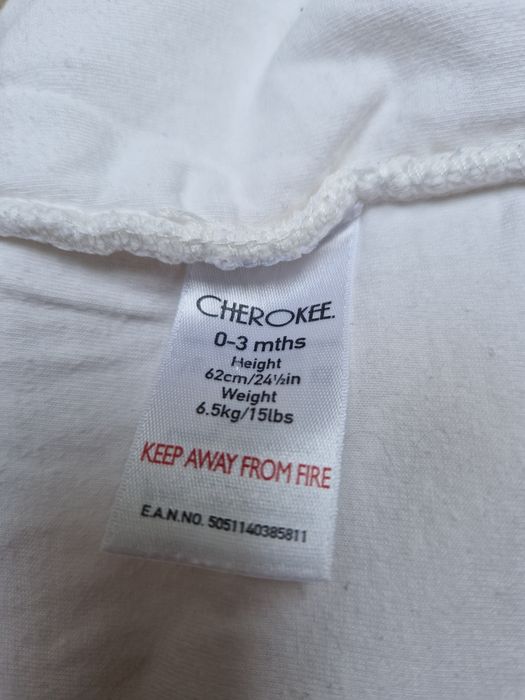 CHEROKEE.
0-3 mths
Height
62cm/24½in
Weight
6.5kg/15lbs
KEEP AWAY FROM FIRE
E.A.N.NO. 5051140385811